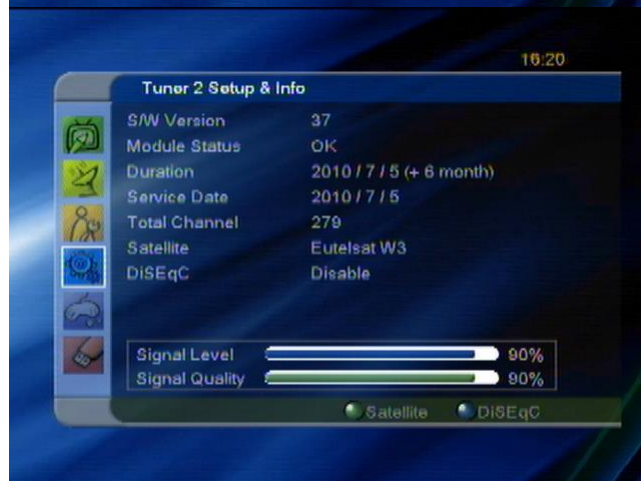 16:20
Tuner 2 Setup & Info
S/W Version 37
Module Status OK
Duration 2010 / 7 / 5 (+ 6 month)
Service Date 2010 / 7 / 5
Total Channel 279
Satellite Eutelsat W3
DiSEqC Disable
Signal Level 90%
Signal Quality 90%
Satellite DiSEqC